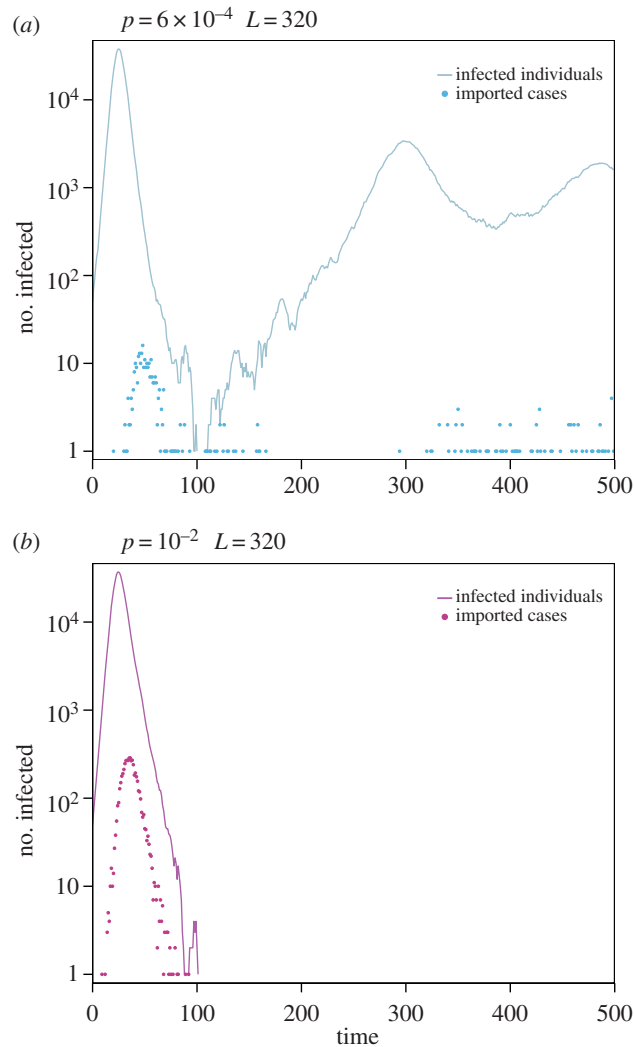 (a) p = 6 × 10⁻⁴ L = 320
infected individuals
imported cases
no. infected
10⁴
10³
10²
10
1
0 100 200 300 400 500
(b) p = 10⁻² L = 320
infected individuals
imported cases
no. infected
10⁴
10³
10²
10
1
0 100 200 300 400 500
time